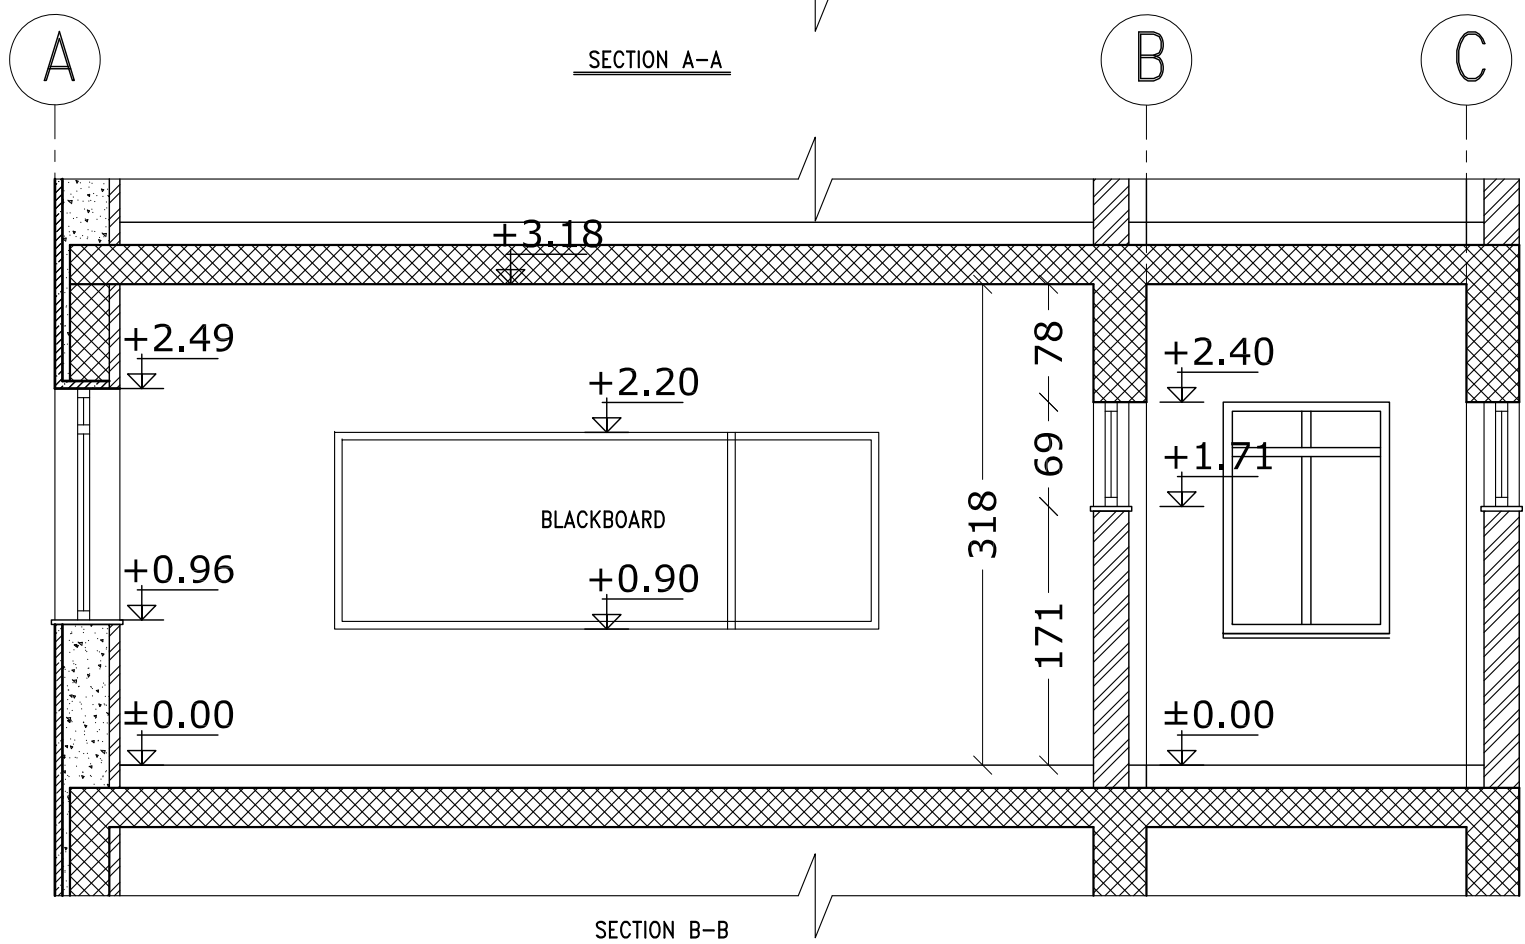 A
SECTION A-A
B
C
+3.18
+2.49
+2.20
78
+2.40
69
+1.71
BLACKBOARD
318
+0.96
+0.90
171
±0.00
±0.00
SECTION B-B